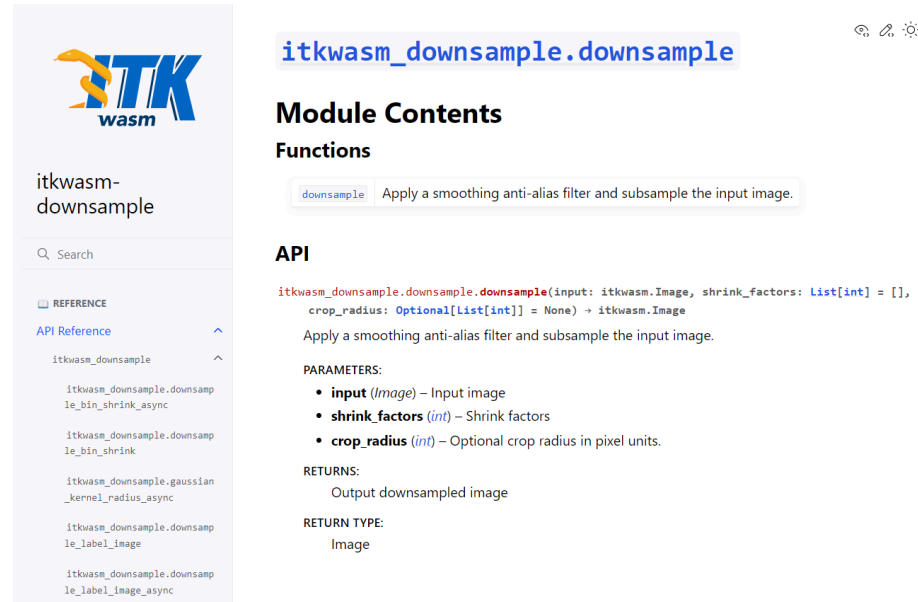 ITK
wasm
itkwasm-
downsample
Search
REFERENCE
API Reference
itkwasm_downsample
itkwasm_downsample.downsamp
le_bin_shrink_async
itkwasm_downsample.downsamp
le_bin_shrink
itkwasm_downsample.gaussian
_kernel_radius_async
itkwasm_downsample.downsamp
le_label_image
itkwasm_downsample.downsamp
le_label_image_async
itkwasm_downsample.downsample
Module Contents
Functions
downsample Apply a smoothing anti-alias filter and subsample the input image.
API
itkwasm_downsample.downsample.downsample(input: itkwasm.Image, shrink_factors: List[int] = [],
crop_radius: Optional[List[int]] = None) → itkwasm.Image
Apply a smoothing anti-alias filter and subsample the input image.
PARAMETERS:
• input (Image) – Input image
• shrink_factors (int) – Shrink factors
• crop_radius (int) – Optional crop radius in pixel units.
RETURNS:
Output downsampled image
RETURN TYPE:
Image